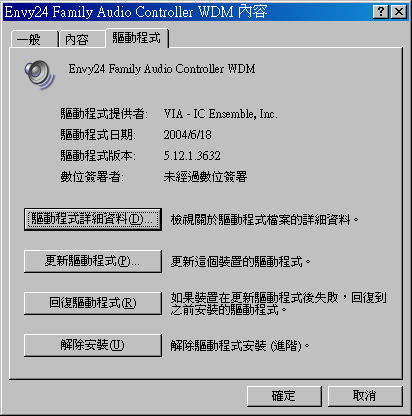 Envy24 Family Audio Controller WDM 內容
一般 內容 驅動程式
Envy24 Family Audio Controller WDM
驅動程式提供者: VIA - IC Ensemble, Inc.
驅動程式日期: 2004/6/18
驅動程式版本: 5.12.1.3632
數位簽署者: 未經過數位簽署
驅動程式詳細資料(D)... 檢視關於驅動程式檔案的詳細資料。
更新驅動程式(P)... 更新這個裝置的驅動程式。
回復驅動程式(R) 如果裝置在更新驅動程式後失敗，回復到
之前安裝的驅動程式。
解除安裝(U) 解除驅動程式安裝 (進階)。
確定 取消